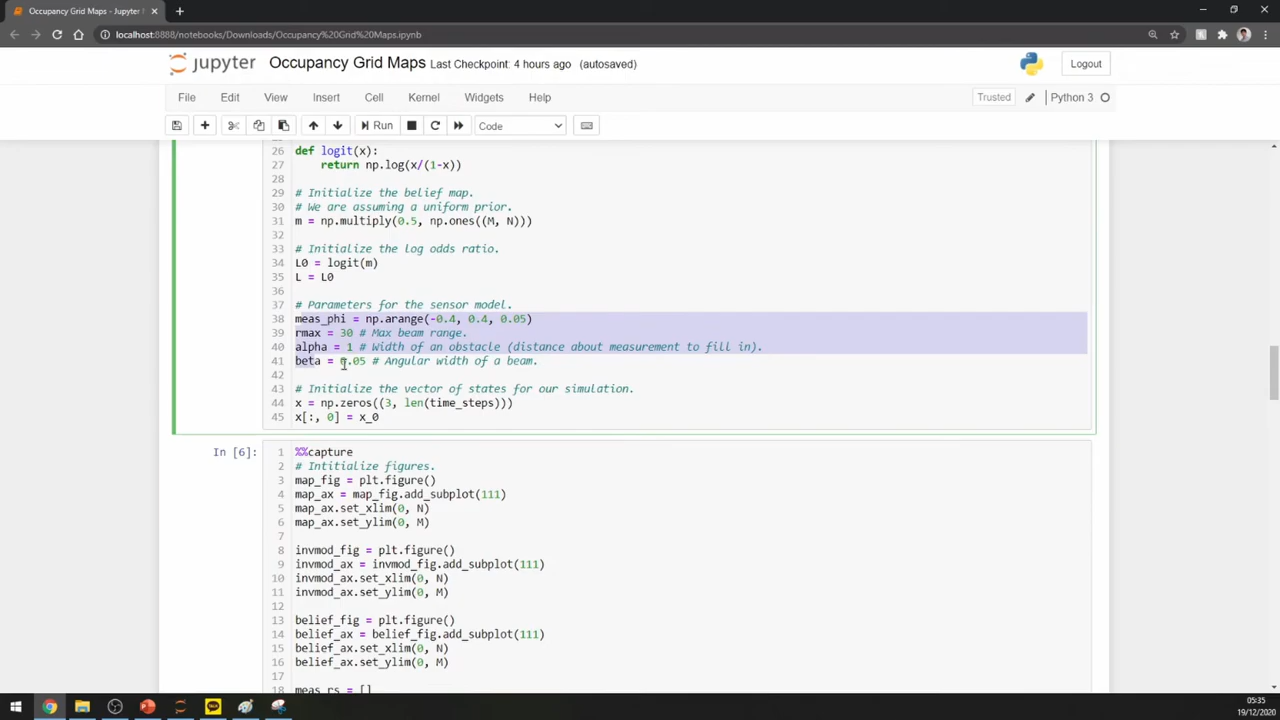 Occupancy Grid Maps - Jupyter
localhost:8888/notebooks/Downloads/Occupancy%20Grid%20Maps.ipynb
jupyter Occupancy Grid Maps Last Checkpoint: 4 hours ago (autosaved) Logout
File Edit View Insert Cell Kernel Widgets Help Trusted Python 3
Run Code
26 def logit(x):
27 return np.log(x/(1-x))
28
29 # Initialize the belief map.
30 # We are assuming a uniform prior.
31 m = np.multiply(0.5, np.ones((M, N)))
32
33 # Initialize the log odds ratio.
34 L0 = logit(m)
35 L = L0
36
37 # Parameters for the sensor model.
38 meas_phi = np.arange(-0.4, 0.4, 0.05)
39 rmax = 30 # Max beam range.
40 alpha = 1 # Width of an obstacle (distance about measurement to fill in).
41 beta = 0.05 # Angular width of a beam.
42
43 # Initialize the vector of states for our simulation.
44 x = np.zeros((3, len(time_steps)))
45 x[:, 0] = x_0
In [6]: 1 %%capture
2 # Intitialize figures.
3 map_fig = plt.figure()
4 map_ax = map_fig.add_subplot(111)
5 map_ax.set_xlim(0, N)
6 map_ax.set_ylim(0, M)
7
8 invmod_fig = plt.figure()
9 invmod_ax = invmod_fig.add_subplot(111)
10 invmod_ax.set_xlim(0, N)
11 invmod_ax.set_ylim(0, M)
12
13 belief_fig = plt.figure()
14 belief_ax = belief_fig.add_subplot(111)
15 belief_ax.set_xlim(0, N)
16 belief_ax.set_ylim(0, M)
17
18 meas_rs = []
05:35
19/12/2020